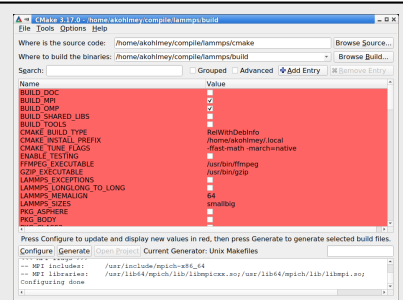 CMake 3.17.0 - /home/akohlmey/compile/lammps/build
File Tools Options Help
Where is the source code: /home/akohlmey/compile/lammps/cmake Browse Source...
Where to build the binaries: /home/akohlmey/compile/lammps/build Browse Build...
Search: Grouped Advanced Add Entry Remove Entry
Name Value
BUILD_DOC
BUILD_MPI
BUILD_OMP
BUILD_SHARED_LIBS
BUILD_TOOLS
CMAKE_BUILD_TYPE RelWithDebInfo
CMAKE_INSTALL_PREFIX /home/akohlmey/.local
CMAKE_TUNE_FLAGS -ffast-math -march=native
ENABLE_TESTING
FFMPEG_EXECUTABLE /usr/bin/ffmpeg
GZIP_EXECUTABLE /usr/bin/gzip
LAMMPS_EXCEPTIONS
LAMMPS_LONGLONG_TO_LONG
LAMMPS_MEMALIGN 64
LAMMPS_SIZES smallbig
PKG_ASPHERE
PKG_BODY
Press Configure to update and display new values in red, then press Generate to generate selected build files.
Configure Generate Open Project Current Generator: Unix Makefiles
-- MPI includes: /usr/include/mpich-x86_64
-- MPI libraries: /usr/lib64/mpich/lib/libmpicxx.so;/usr/lib64/mpich/lib/libmpi.so;
Configuring done